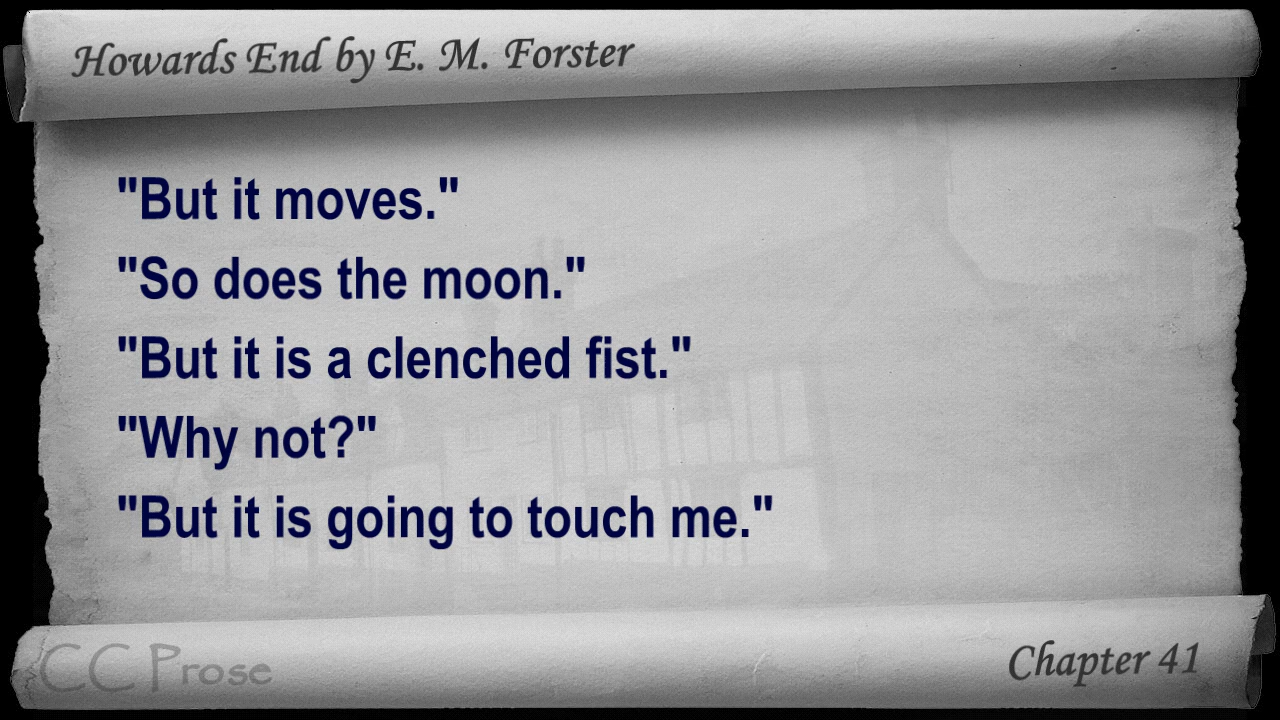 Howards End by E. M. Forster
"But it moves."
"So does the moon."
"But it is a clenched fist."
"Why not?"
"But it is going to touch me."
CC Prose
Chapter 41